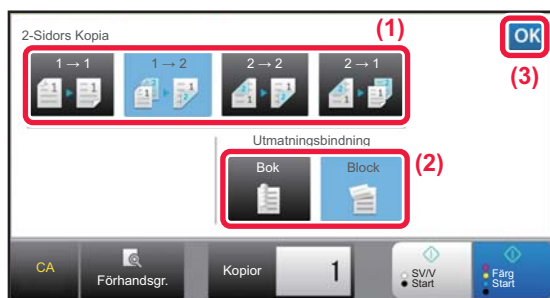 2-Sidors Kopia
(1)
OK
1 → 1
1 → 2
2 → 2
2 → 1
(3)
Utmatningsbindning
Bok
Block
(2)
CA
Förhandsgr.
Kopior
1
SV/V
Start
Färg
Start